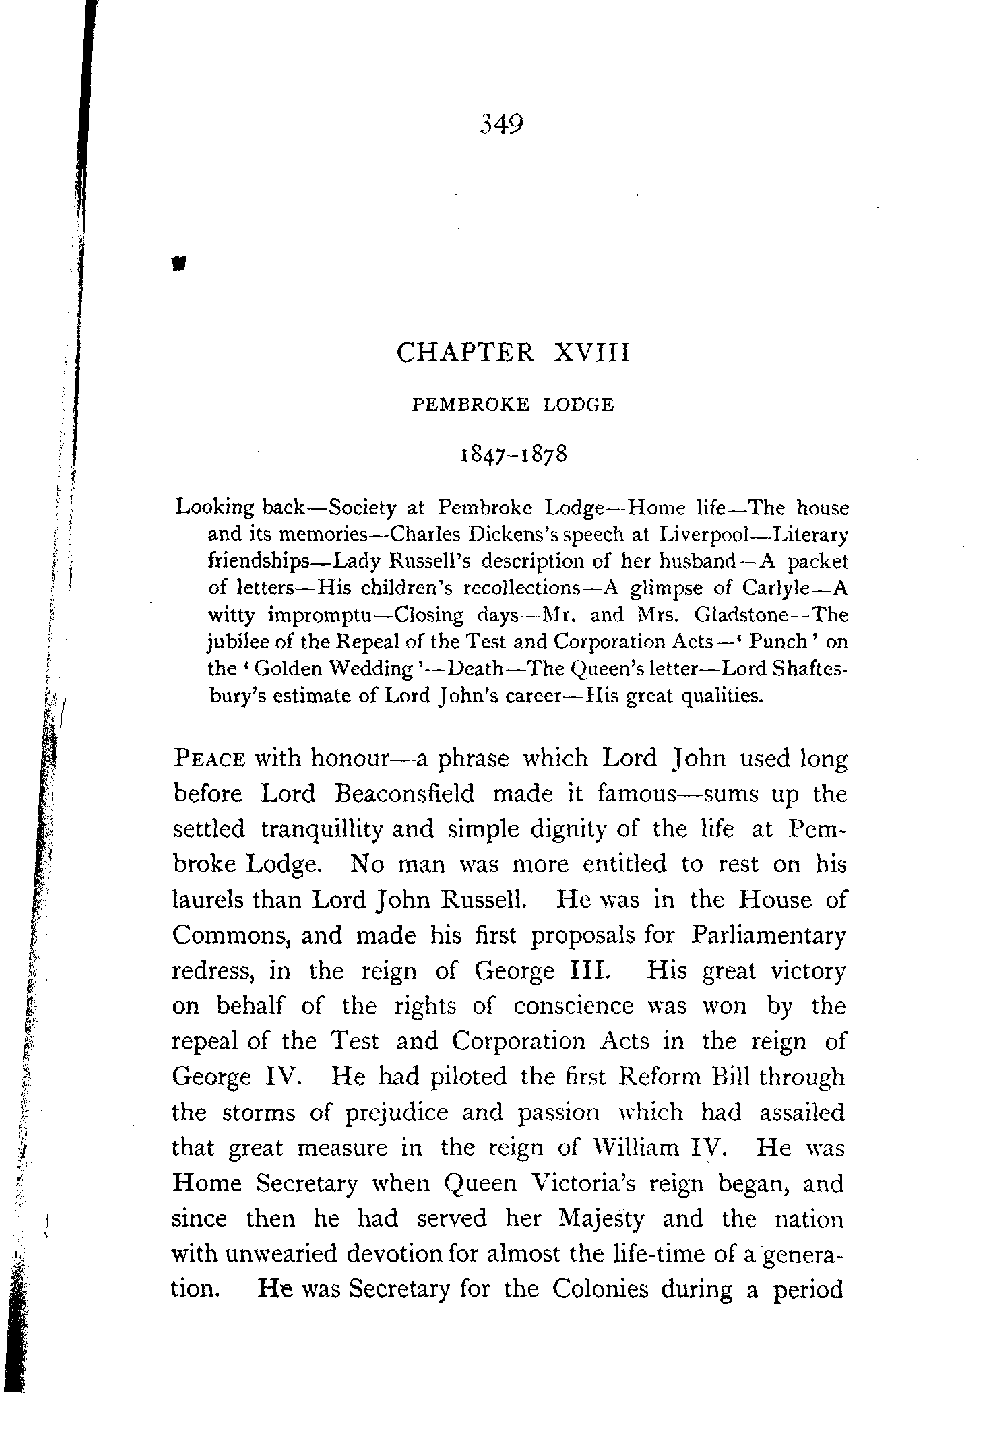 349
CHAPTER XVIII
PEMBROKE LODGE
1847–1878
Looking back—Society at Pembroke Lodge—Home life—The house
and its memories—Charles Dickens's speech at Liverpool—Literary
friendships—Lady Russell's description of her husband—A packet
of letters—His children's recollections—A glimpse of Carlyle—A
witty impromptu—Closing days—Mr. and Mrs. Gladstone—The
jubilee of the Repeal of the Test and Corporation Acts—‘ Punch ’ on
the ‘ Golden Wedding ’—Death—The Queen's letter—Lord Shaftes-
bury's estimate of Lord John's career—His great qualities.
PEACE with honour—a phrase which Lord John used long
before Lord Beaconsfield made it famous—sums up the
settled tranquillity and simple dignity of the life at Pem-
broke Lodge. No man was more entitled to rest on his
laurels than Lord John Russell. He was in the House of
Commons, and made his first proposals for Parliamentary
redress, in the reign of George III. His great victory
on behalf of the rights of conscience was won by the
repeal of the Test and Corporation Acts in the reign of
George IV. He had piloted the first Reform Bill through
the storms of prejudice and passion which had assailed
that great measure in the reign of William IV. He was
Home Secretary when Queen Victoria's reign began, and
since then he had served her Majesty and the nation
with unwearied devotion for almost the life-time of a genera-
tion. He was Secretary for the Colonies during a period